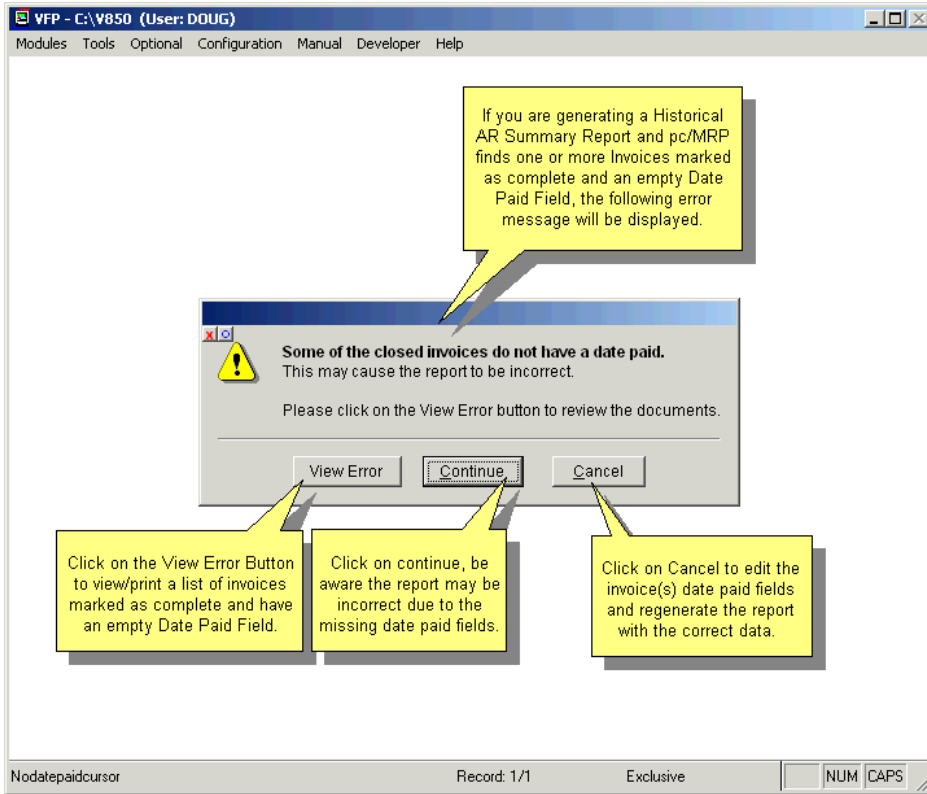 VFP - C:\V850 (User: DOUG)
Modules Tools Optional Configuration Manual Developer Help
If you are generating a Historical
AR Summary Report and pc/MRP
finds one or more Invoices marked
as complete and an empty Date
Paid Field, the following error
message will be displayed.
Some of the closed invoices do not have a date paid.
This may cause the report to be incorrect.
Please click on the View Error button to review the documents.
View Error Continue Cancel
Click on the View Error Button
to view/print a list of invoices
marked as complete and have
an empty Date Paid Field.
Click on continue, be
aware the report may be
incorrect due to the
missing date paid fields.
Click on Cancel to edit the
invoice(s) date paid fields
and regenerate the report
with the correct data.
Nodatepaidcursor Record: 1/1 Exclusive NUM CAPS